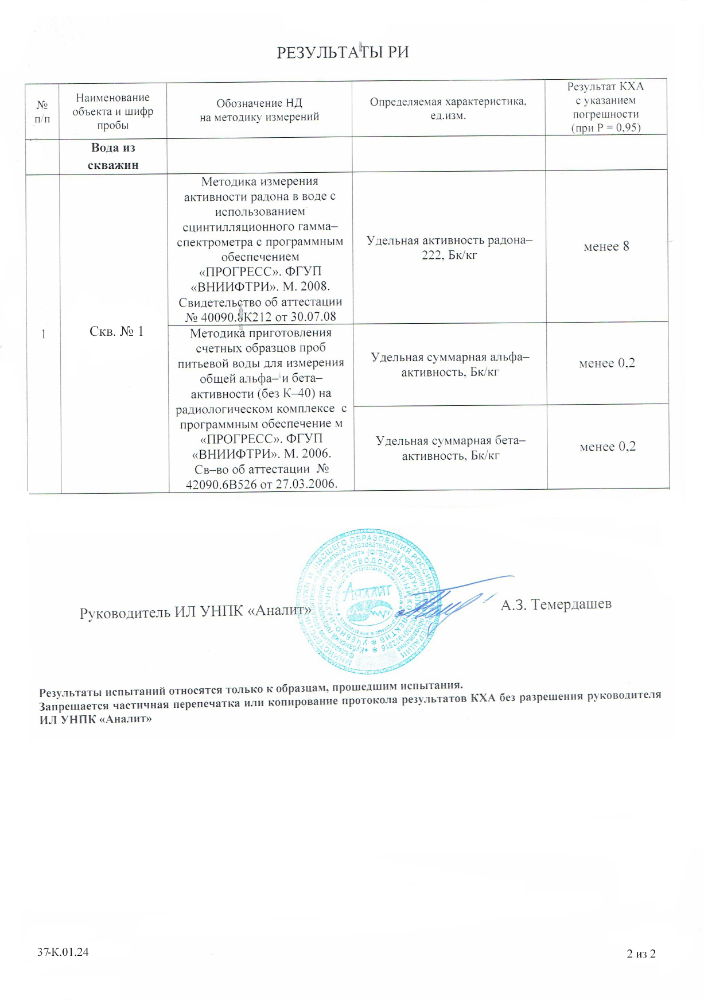 РЕЗУЛЬТАТЫ РИ
№
п/п
Наименование
объекта и шифр
пробы
Обозначение НД
на методику измерений
Определяемая характеристика,
ед.изм.
Результат КХА
с указанием
погрешности
(при Р = 0,95)
Вода из
скважин
1
Скв. № 1
Методика измерения
активности радона в воде с
использованием
сцинтилляционного гамма–
спектрометра с программным
обеспечением
«ПРОГРЕСС». ФГУП
«ВНИИФТРИ». М. 2008.
Свидетельство об аттестации
№ 40090.8К212 от 30.07.08
Удельная активность радона–
222, Бк/кг
менее 8
Методика приготовления
счетных образцов проб
питьевой воды для измерения
общей альфа– и бета–
активности (без К–40) на
радиологическом комплексе с
программным обеспечение м
«ПРОГРЕСС». ФГУП
«ВНИИФТРИ». М. 2006.
Св–во об аттестации №
42090.6В526 от 27.03.2006.
Удельная суммарная альфа–
активность, Бк/кг
менее 0,2
Удельная суммарная бета–
активность, Бк/кг
менее 0,2
Руководитель ИЛ УНПК «Аналит»
АНАЛИТ
УЧЕБНО-НАУЧНО-ПРОИЗВОДСТВЕННЫЙ КОМПЛЕКТИВ
А.З. Темердашев
Результаты испытаний относятся только к образцам, прошедшим испытания.
Запрещается частичная перепечатка или копирование протокола результатов КХА без разрешения руководителя
ИЛ УНПК «Аналит»
37-К.01.24
2 из 2